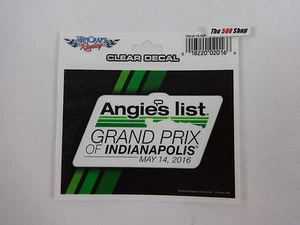 WINCRAFT
Racing
CLEAR DECAL
The 500 Shop
Angie's list
GRAND PRIX
OF INDIANAPOLIS
MAY 14, 2016